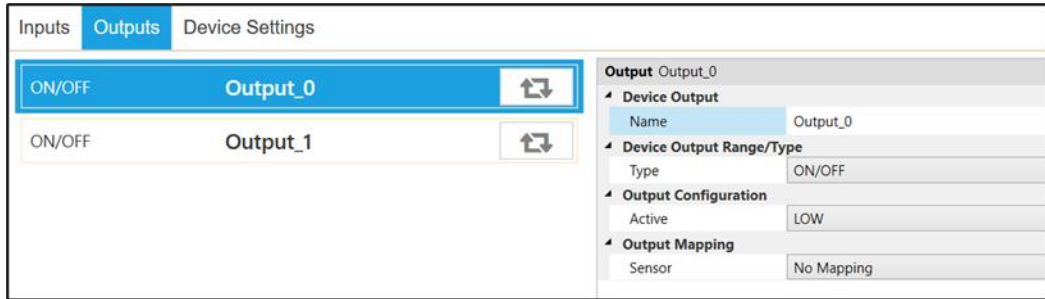 Inputs Outputs Device Settings
ON/OFF Output_0
ON/OFF Output_1
Output Output_0
Device Output
Name Output_0
Device Output Range/Type
Type ON/OFF
Output Configuration
Active LOW
Output Mapping
Sensor No Mapping